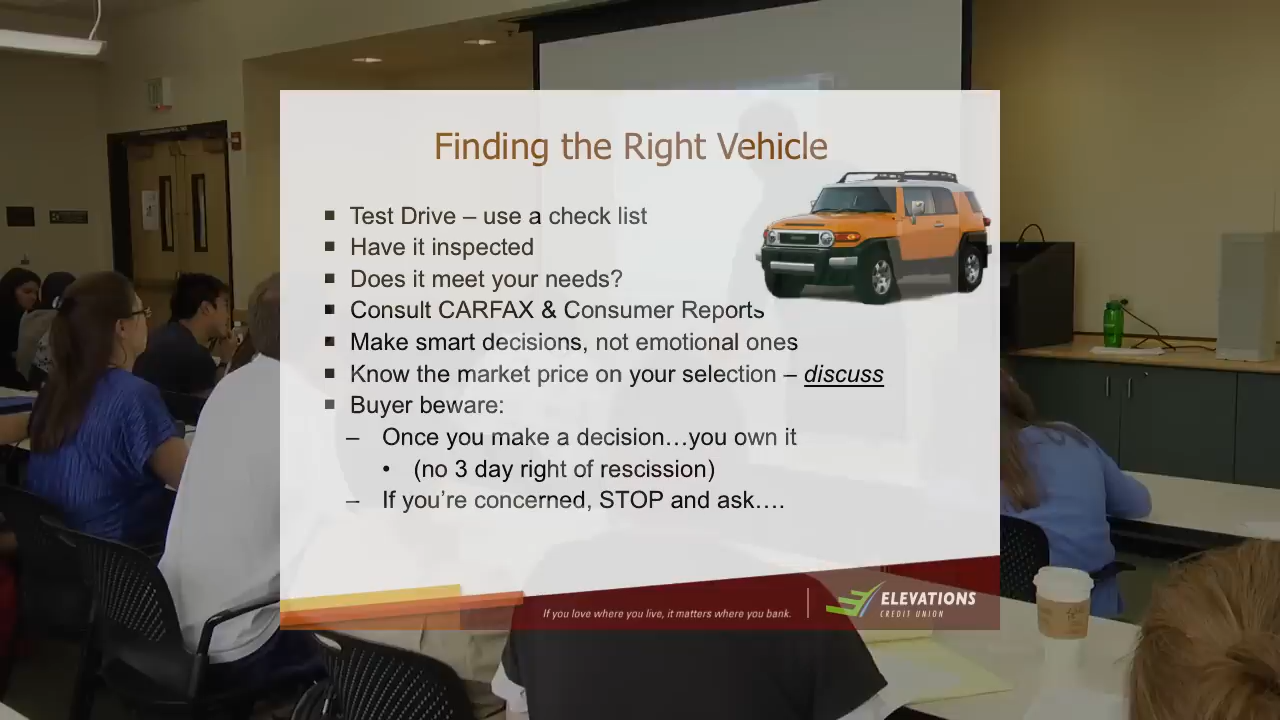 Finding the Right Vehicle
▪ Test Drive – use a check list
▪ Have it inspected
▪ Does it meet your needs?
▪ Consult CARFAX & Consumer Reports
▪ Make smart decisions, not emotional ones
▪ Know the market price on your selection – discuss
▪ Buyer beware:
– Once you make a decision…you own it
• (no 3 day right of rescission)
– If you’re concerned, STOP and ask….
If you love where you live, it matters where you bank.
ELEVATIONS
CREDIT UNION